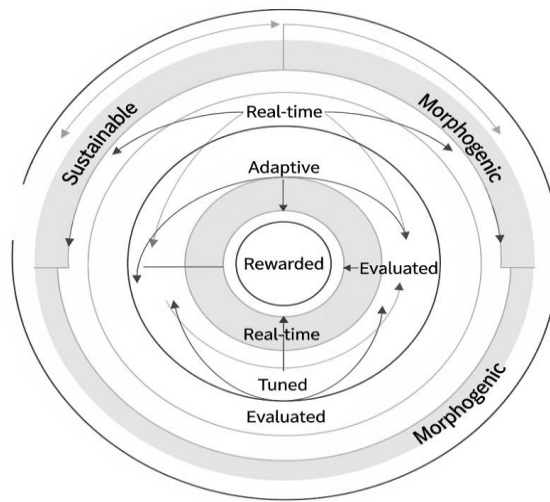 Real-time
Sustainable
Morphogenic
Adaptive
Rewarded
Evaluated
Real-time
Tuned
Evaluated
Morphogenic